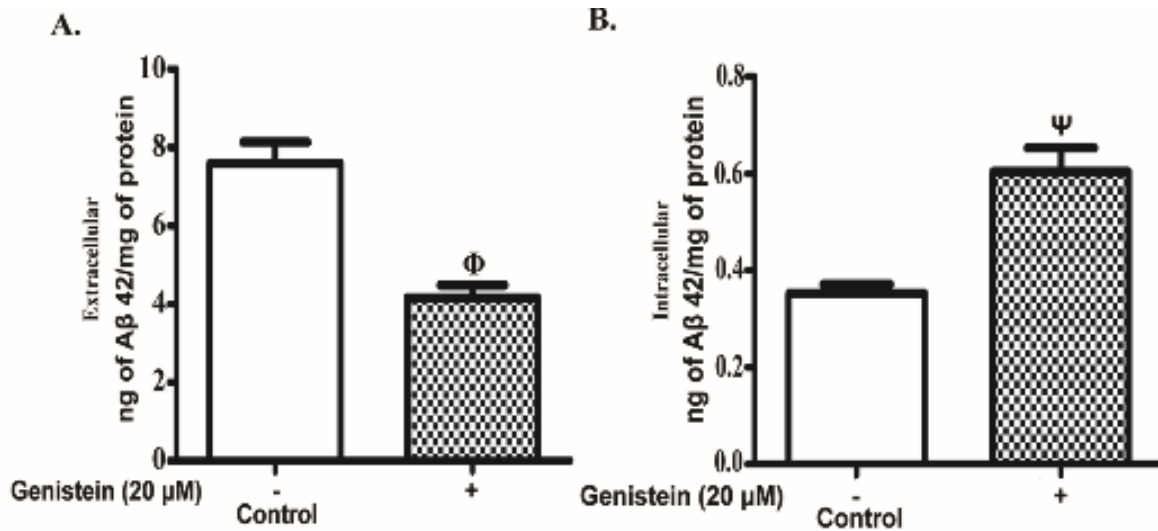 A.
Extracellular
ng of Aβ 42/mg of protein
10
8
6
4
2
0
Φ
Genistein (20 µM)
-
+
Control
B.
Intracellular
ng of Aβ 42/mg of protein
0.8
0.6
0.4
0.2
0.0
Ψ
Genistein (20 µM)
-
+
Control